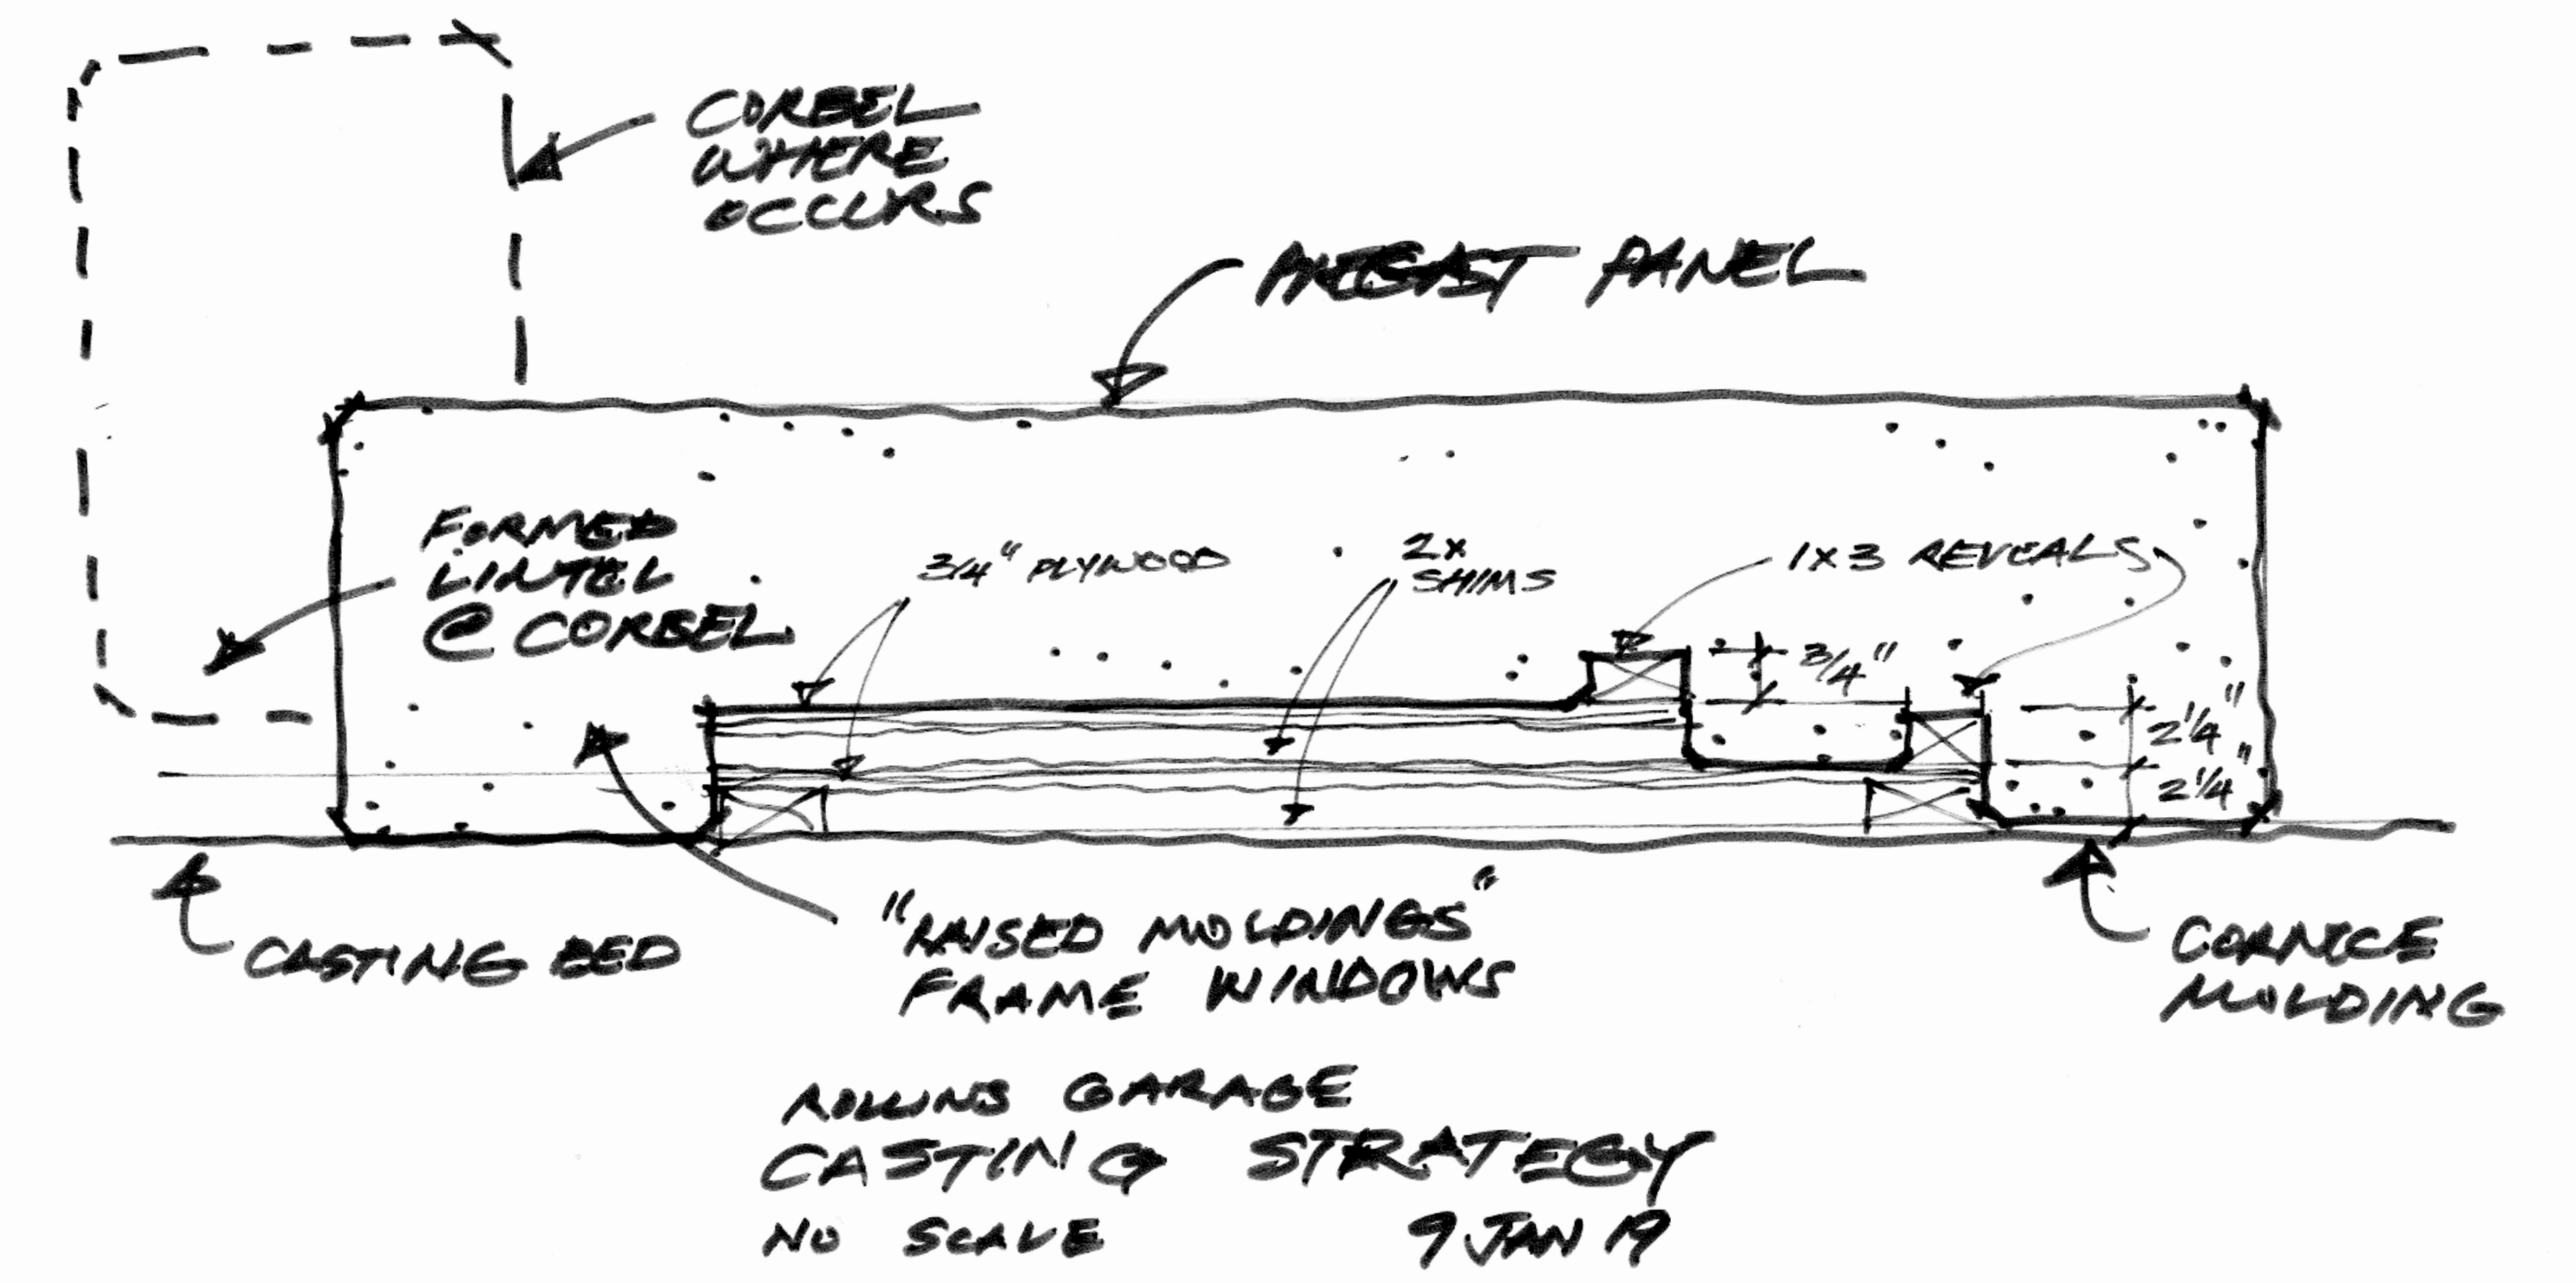 CORBEL
WHERE
OCCURS
PRECAST PANEL
FORMED
LINTEL
@ CORBEL
3/4" PLYWOOD
2x
SHIMS
1x3 REVEALS
3/4"
2 1/4"
2 1/4"
CASTING BED
"RAISED MOLDINGS"
FRAME WINDOWS
CORNICE
MOLDING
ROLLINS GARAGE
CASTING STRATEGY
NO SCALE 9 JAN 19